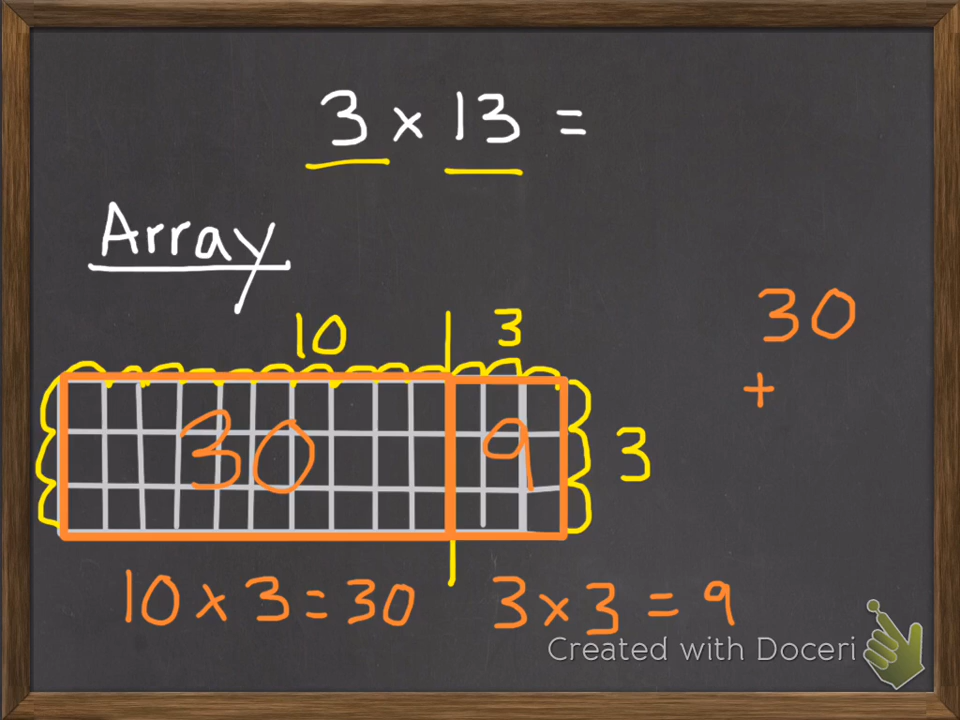 3 x 13 =
Array
10 3
30
+
30 9
3
10 x 3 = 30 3 x 3 = 9
Created with Doceri